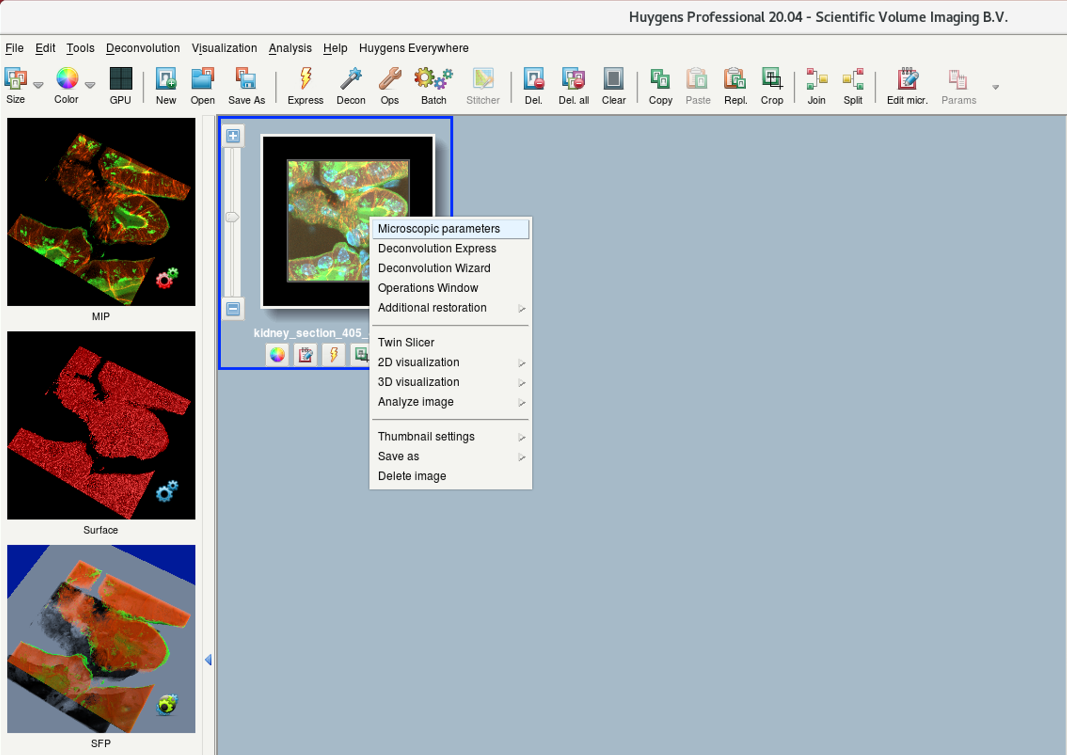 Huygens Professional 20.04 - Scientific Volume Imaging B.V.
File Edit Tools Deconvolution Visualization Analysis Help Huygens Everywhere
Size Color GPU New Open Save As Express Decon Ops Batch Stitcher Del. Del. all Clear Copy Paste Repl. Crop Join Split Edit micr. Params
MIP
Surface
SFP
kidney_section_405_
Microscopic parameters
Deconvolution Express
Deconvolution Wizard
Operations Window
Additional restoration
Twin Slicer
2D visualization
3D visualization
Analyze image
Thumbnail settings
Save as
Delete image